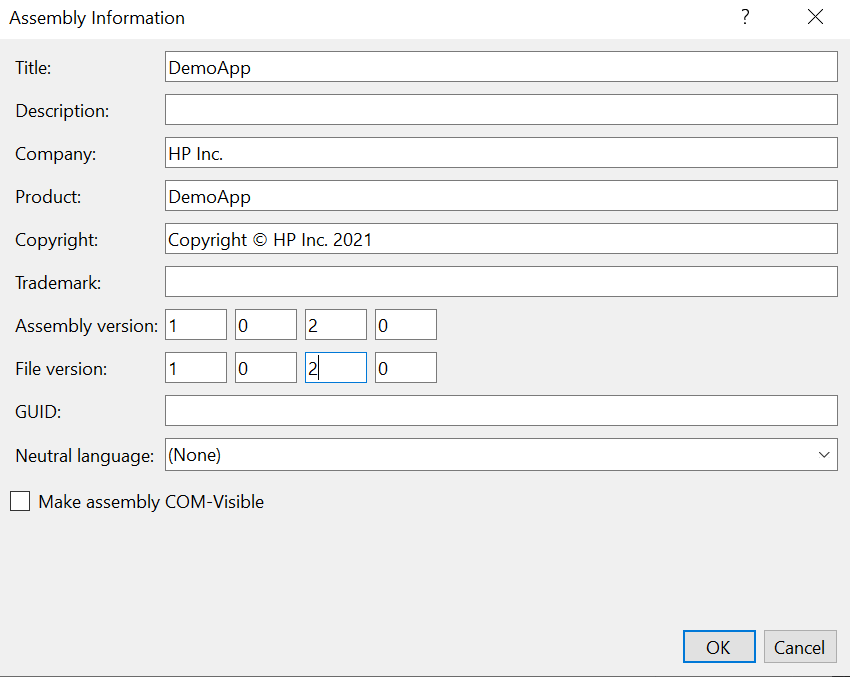 Assembly Information ?
Title: DemoApp
Description:
Company: HP Inc.
Product: DemoApp
Copyright: Copyright © HP Inc. 2021
Trademark:
Assembly version: 1 0 2 0
File version: 1 0 2 0
GUID:
Neutral language: (None)
Make assembly COM-Visible
OK Cancel